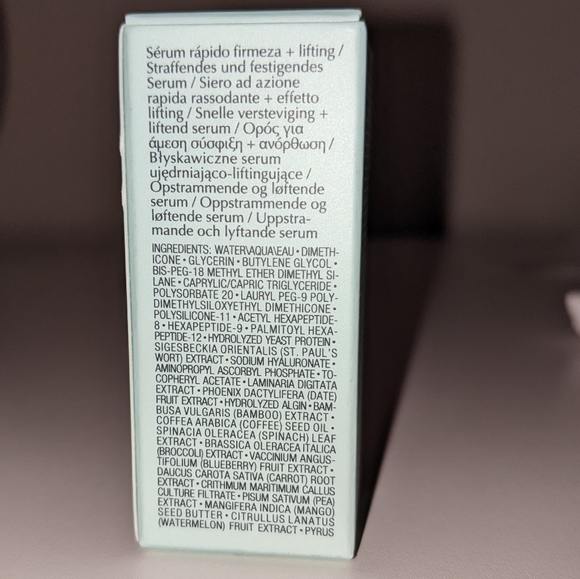 Sérum rápido firmeza + lifting /
Straffendes und festigendes
Serum / Siero ad azione
rapida rassodante + effetto
lifting / Snelle versteviging +
liftend serum / Ορός για
άμεση σύσφιξη + ανόρθωση /
Błyskawiczne serum
ujędrniająco-liftingujące /
Opstrammende og løftende
serum / Oppstrammende og
løftende serum / Uppstra-
mande och lyftande serum
INGREDIENTS: WATER\AQUA\EAU • DIMETH-
ICONE • GLYCERIN • BUTYLENE GLYCOL •
BIS-PEG-18 METHYL ETHER DIMETHYL SI-
LANE • CAPRYLIC/CAPRIC TRIGLYCERIDE •
POLYSORBATE 20 • LAURYL PEG-9 POLY-
DIMETHYLSILOXYETHYL DIMETHICONE •
POLYSILICONE-11 • ACETYL HEXAPEPTIDE-
8 • HEXAPEPTIDE-9 • PALMITOYL HEXA-
PEPTIDE-12 • HYDROLYZED YEAST PROTEIN •
SIGESBECKIA ORIENTALIS (ST. PAUL'S
WORT) EXTRACT • SODIUM HYALURONATE •
AMINOPROPYL ASCORBYL PHOSPHATE • TO-
COPHERYL ACETATE • LAMINARIA DIGITATA
EXTRACT • PHOENIX DACTYLIFERA (DATE)
FRUIT EXTRACT • HYDROLYZED ALGIN • BAM-
BUSA VULGARIS (BAMBOO) EXTRACT •
COFFEA ARABICA (COFFEE) SEED OIL •
SPINACIA OLERACEA (SPINACH) LEAF
EXTRACT • BRASSICA OLERACEA ITALICA
(BROCCOLI) EXTRACT • VACCINIUM ANGUS-
TIFOLIUM (BLUEBERRY) FRUIT EXTRACT •
DAUCUS CAROTA SATIVA (CARROT) ROOT
EXTRACT • CRITHMUM MARITIMUM CALLUS
CULTURE FILTRATE • PISUM SATIVUM (PEA)
EXTRACT • MANGIFERA INDICA (MANGO)
SEED BUTTER • CITRULLUS LANATUS
(WATERMELON) FRUIT EXTRACT • PYRUS